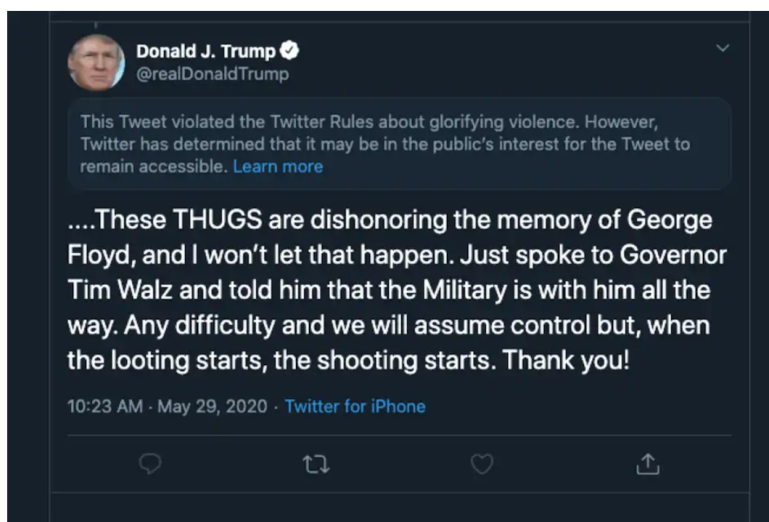 Donald J. Trump
@realDonaldTrump
This Tweet violated the Twitter Rules about glorifying violence. However,
Twitter has determined that it may be in the public's interest for the Tweet to
remain accessible. Learn more
....These THUGS are dishonoring the memory of George
Floyd, and I won't let that happen. Just spoke to Governor
Tim Walz and told him that the Military is with him all the
way. Any difficulty and we will assume control but, when
the looting starts, the shooting starts. Thank you!
10:23 AM · May 29, 2020 · Twitter for iPhone